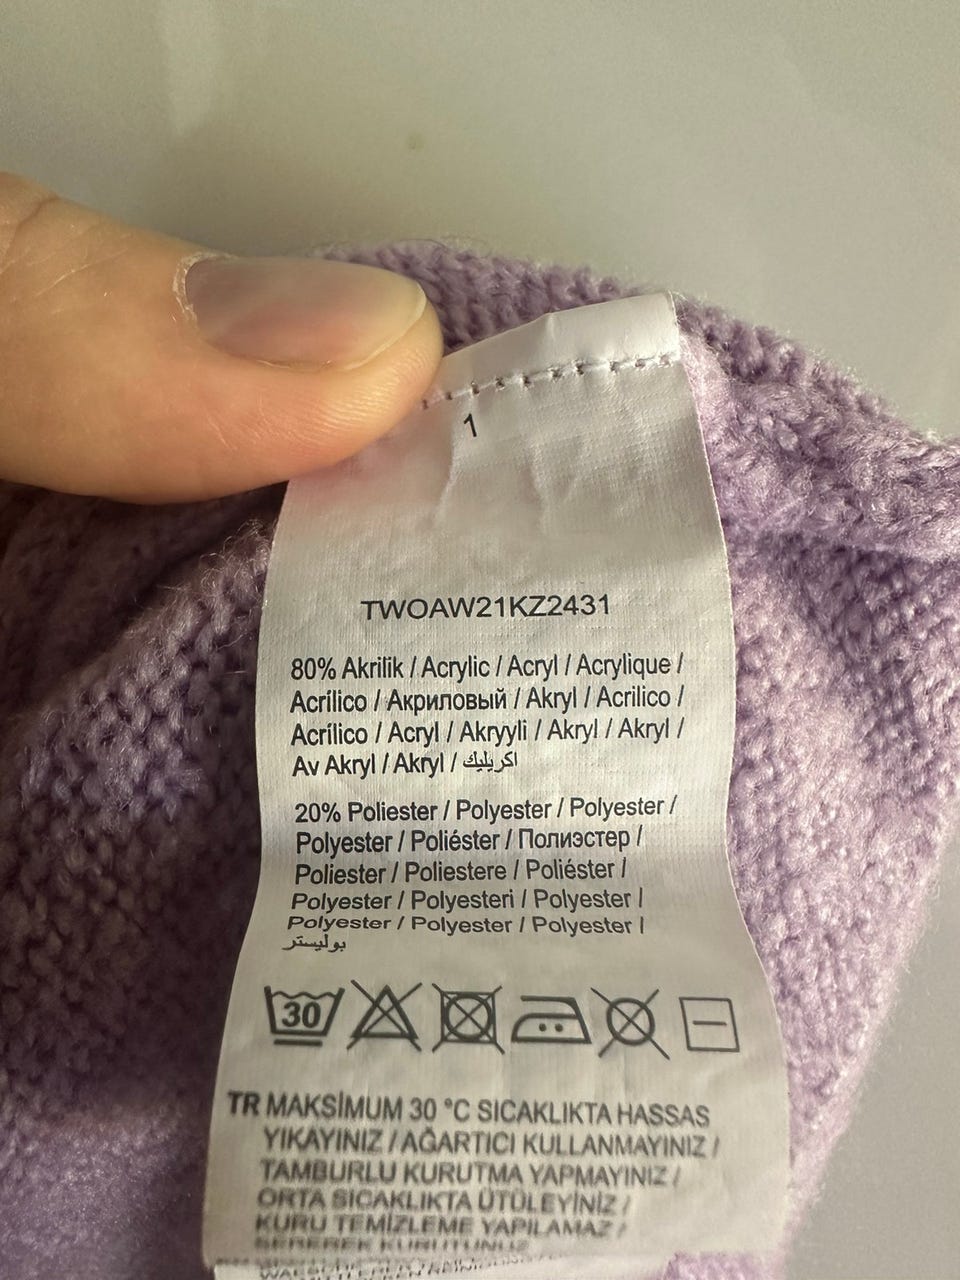 1
TWOAW21KZ2431
80% Akrilik / Acrylic / Acryl / Acrylique /
Acrílico / Акриловый / Akryl / Acrilico /
Acrílico / Acryl / Akryyli / Akryl / Akryl /
Av Akryl / Akryl / اكريليك
20% Poliester / Polyester / Polyester /
Polyester / Poliéster / Полиэстер /
Poliester / Poliestere / Poliéster /
Polyester / Polyesteri / Polyester /
Polyester / Polyester / Polyester /
بوليستر
30
TR MAKSİMUM 30 °C SICAKLIKTA HASSAS
YIKAYINIZ / AĞARTICI KULLANMAYINIZ /
TAMBURLU KURUTMA YAPMAYINIZ /
ORTA SICAKLIKTA ÜTÜLEYİNİZ /
KURU TEMİZLEME YAPILAMAZ /
SEREREK KURUTUNUZ